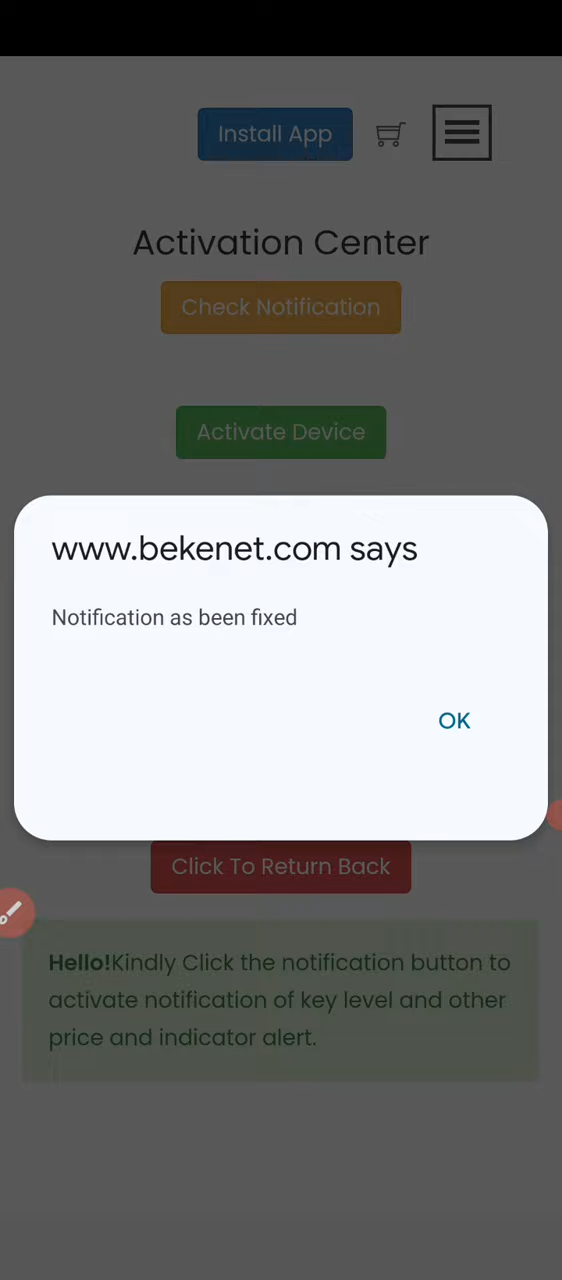 Install App
Activation Center
Check Notification
Activate Device
www.bekenet.com says
Notification as been fixed
OK
Click To Return Back
Hello!Kindly Click the notification button to
activate notification of key level and other
price and indicator alert.